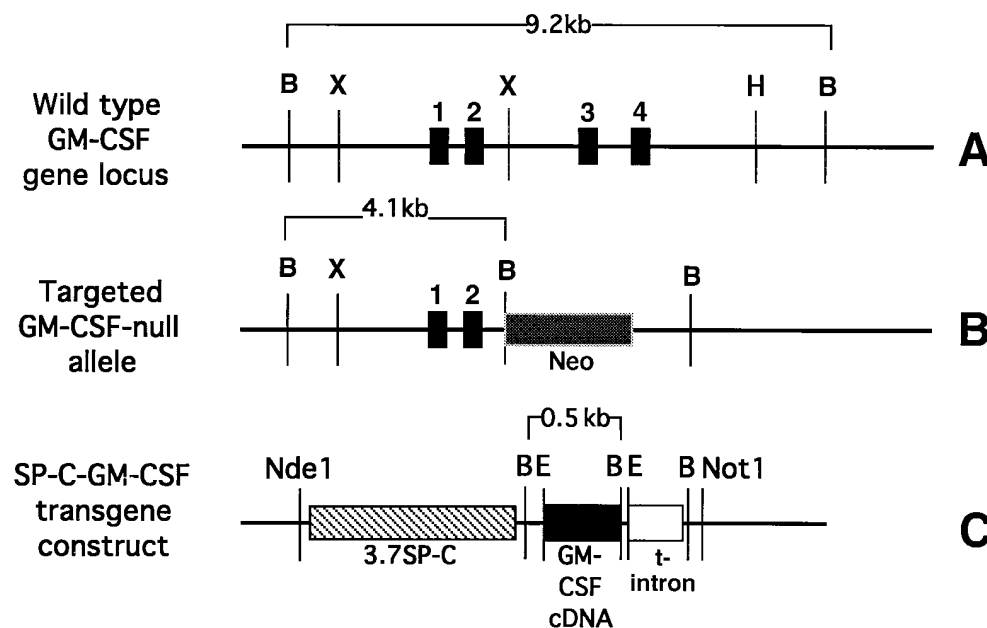 9.2kb
B X X H B
1 2 3 4
Wild type
GM-CSF
gene locus
A
4.1kb
B X B B
1 2
Targeted
GM-CSF-null
allele
Neo
B
0.5 kb
Nde1 B E B E B Not1
SP-C-GM-CSF
transgene
construct
3.7SP-C
GM-
CSF
cDNA
t-
intron
C